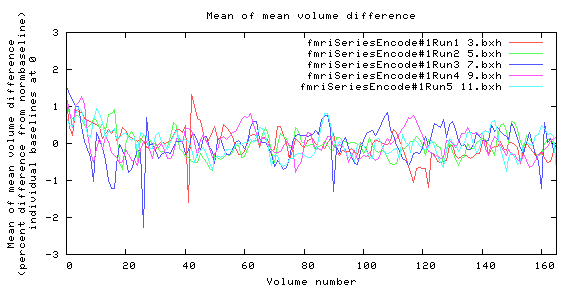 Mean of mean volume difference
Mean of mean volume difference
(percent difference from normbaseline)
individual baselines at 0
3
2
1
0
-1
-2
-3
fmriSeriesEncode#1Run1 3.bxh
fmriSeriesEncode#1Run2 5.bxh
fmriSeriesEncode#1Run3 7.bxh
fmriSeriesEncode#1Run4 9.bxh
fmriSeriesEncode#1Run5 11.bxh
0 20 40 60 80 100 120 140 160
Volume number